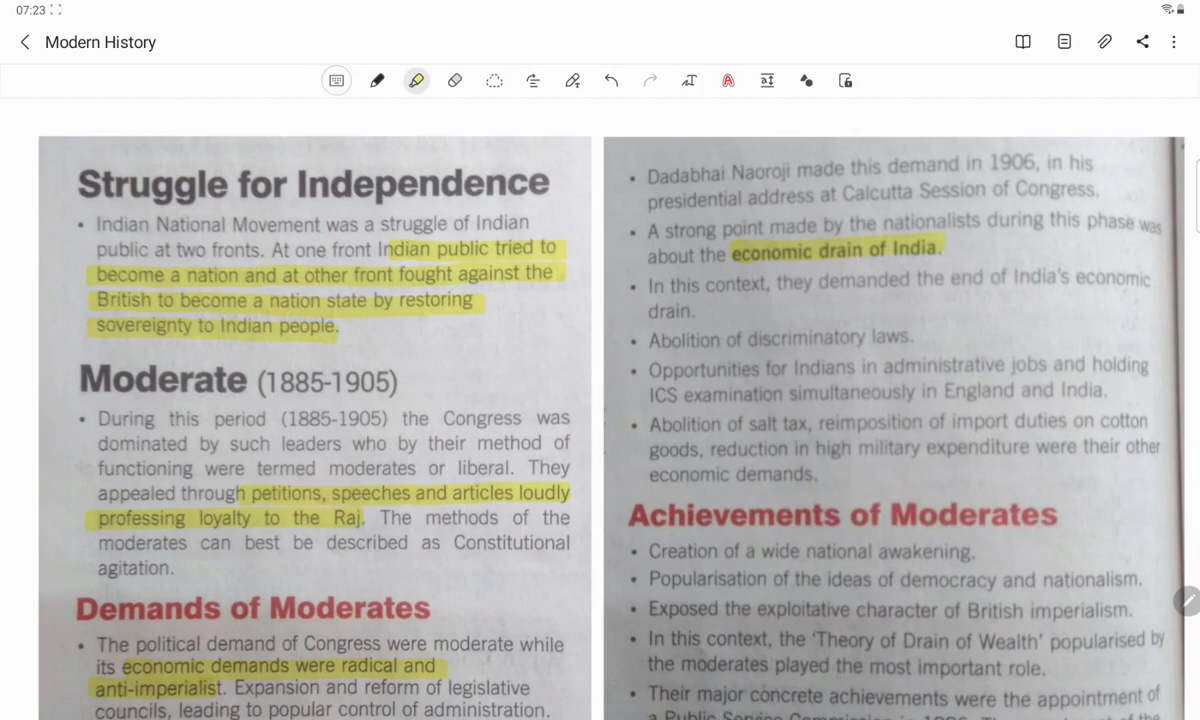 07:23
Modern History
Struggle for Independence
• Indian National Movement was a struggle of Indian
public at two fronts. At one front Indian public tried to
become a nation and at other front fought against the
British to become a nation state by restoring
sovereignty to Indian people.
Moderate (1885-1905)
• During this period (1885-1905) the Congress was
dominated by such leaders who by their method of
functioning were termed moderates or liberal. They
appealed through petitions, speeches and articles loudly
professing loyalty to the Raj. The methods of the
moderates can best be described as Constitutional
agitation.
Demands of Moderates
• The political demand of Congress were moderate while
its economic demands were radical and
anti-imperialist. Expansion and reform of legislative
councils, leading to popular control of administration.
• Dadabhai Naoroji made this demand in 1906, in his
presidential address at Calcutta Session of Congress.
• A strong point made by the nationalists during this phase was
about the economic drain of India.
• In this context, they demanded the end of India's economic
drain.
• Abolition of discriminatory laws.
• Opportunities for Indians in administrative jobs and holding
ICS examination simultaneously in England and India.
• Abolition of salt tax, reimposition of import duties on cotton
goods, reduction in high military expenditure were their other
economic demands.
Achievements of Moderates
• Creation of a wide national awakening.
• Popularisation of the ideas of democracy and nationalism.
• Exposed the exploitative character of British imperialism.
• In this context, the 'Theory of Drain of Wealth' popularised by
the moderates played the most important role.
• Their major concrete achievements were the appointment of
a Public Service